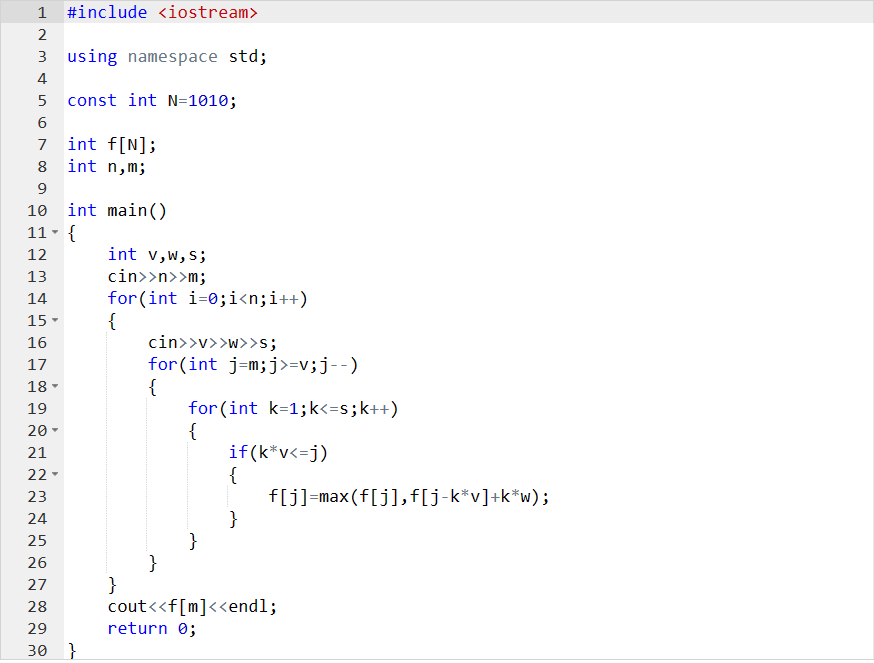 1 #include <iostream>
2
3 using namespace std;
4
5 const int N=1010;
6
7 int f[N];
8 int n,m;
9
10 int main()
11 {
12     int v,w,s;
13     cin>>n>>m;
14     for(int i=0;i<n;i++)
15     {
16         cin>>v>>w>>s;
17         for(int j=m;j>=v;j--)
18         {
19             for(int k=1;k<=s;k++)
20             {
21                 if(k*v<=j)
22                 {
23                     f[j]=max(f[j],f[j-k*v]+k*w);
24                 }
25             }
26         }
27     }
28     cout<<f[m]<<endl;
29     return 0;
30 }